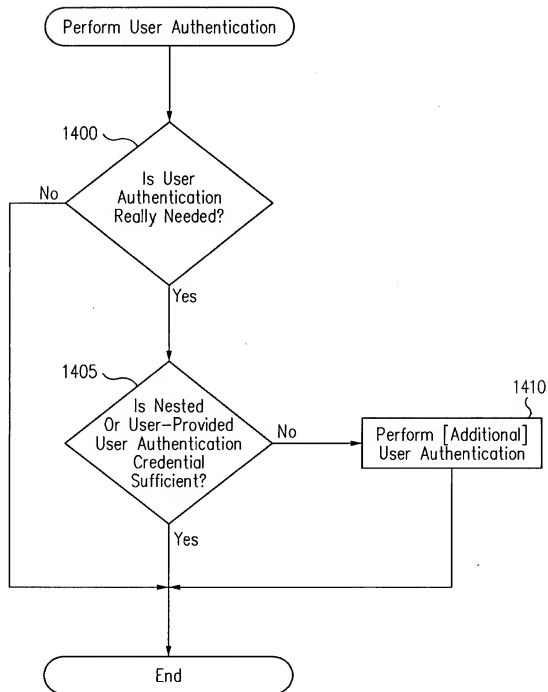 Perform User Authentication
1400
Is User
Authentication
Really Needed?
No
Yes
1405
Is Nested
Or User-Provided
User Authentication
Credential
Sufficient?
No
1410
Perform [Additional]
User Authentication
Yes
End